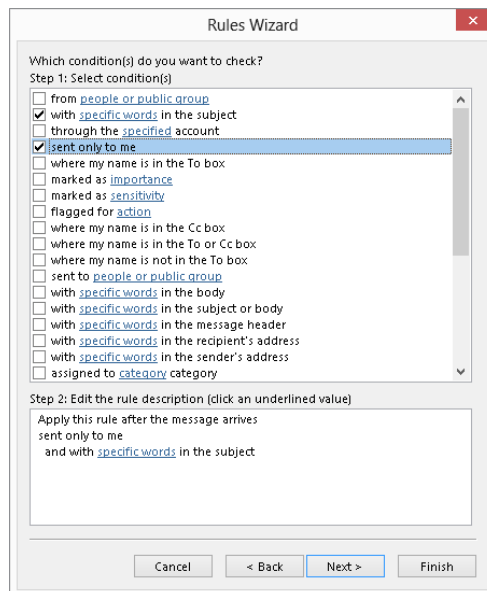 Rules Wizard
Which condition(s) do you want to check?
Step 1: Select condition(s)
from people or public group
with specific words in the subject
through the specified account
sent only to me
where my name is in the To box
marked as importance
marked as sensitivity
flagged for action
where my name is in the Cc box
where my name is in the To or Cc box
where my name is not in the To box
sent to people or public group
with specific words in the body
with specific words in the subject or body
with specific words in the message header
with specific words in the recipient's address
with specific words in the sender's address
assigned to category category
Step 2: Edit the rule description (click an underlined value)
Apply this rule after the message arrives
sent only to me
and with specific words in the subject
Cancel < Back Next > Finish